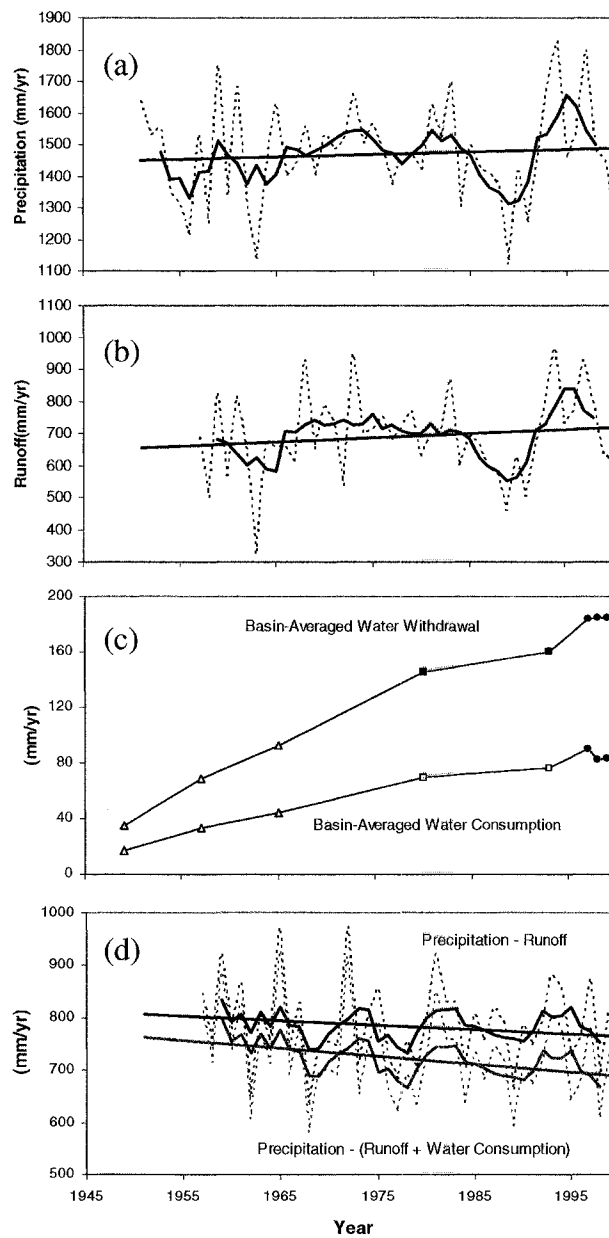 (a)
Precipitation (mm/yr)
1900
1800
1700
1600
1500
1400
1300
1200
1100
(b)
Runoff(mm/yr)
1100
1000
900
800
700
600
500
400
300
(c)
Basin-Averaged Water Withdrawal
(mm/yr)
200
160
120
80
40
0
Basin-Averaged Water Consumption
(d)
Precipitation - Runoff
(mm/yr)
1000
900
800
700
600
500
Precipitation - (Runoff + Water Consumption)
1945 1955 1965 1975 1985 1995
Year